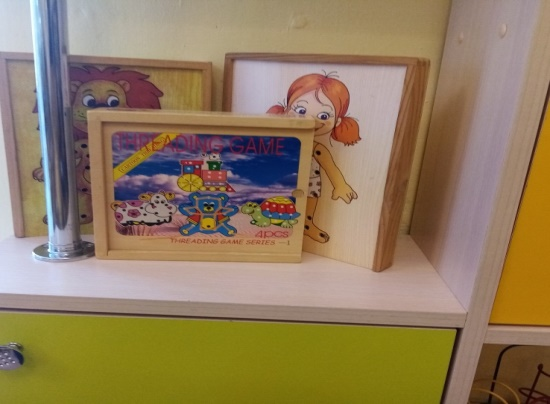 THREADING GAME
4PCS
THREADING GAME SERIES —1